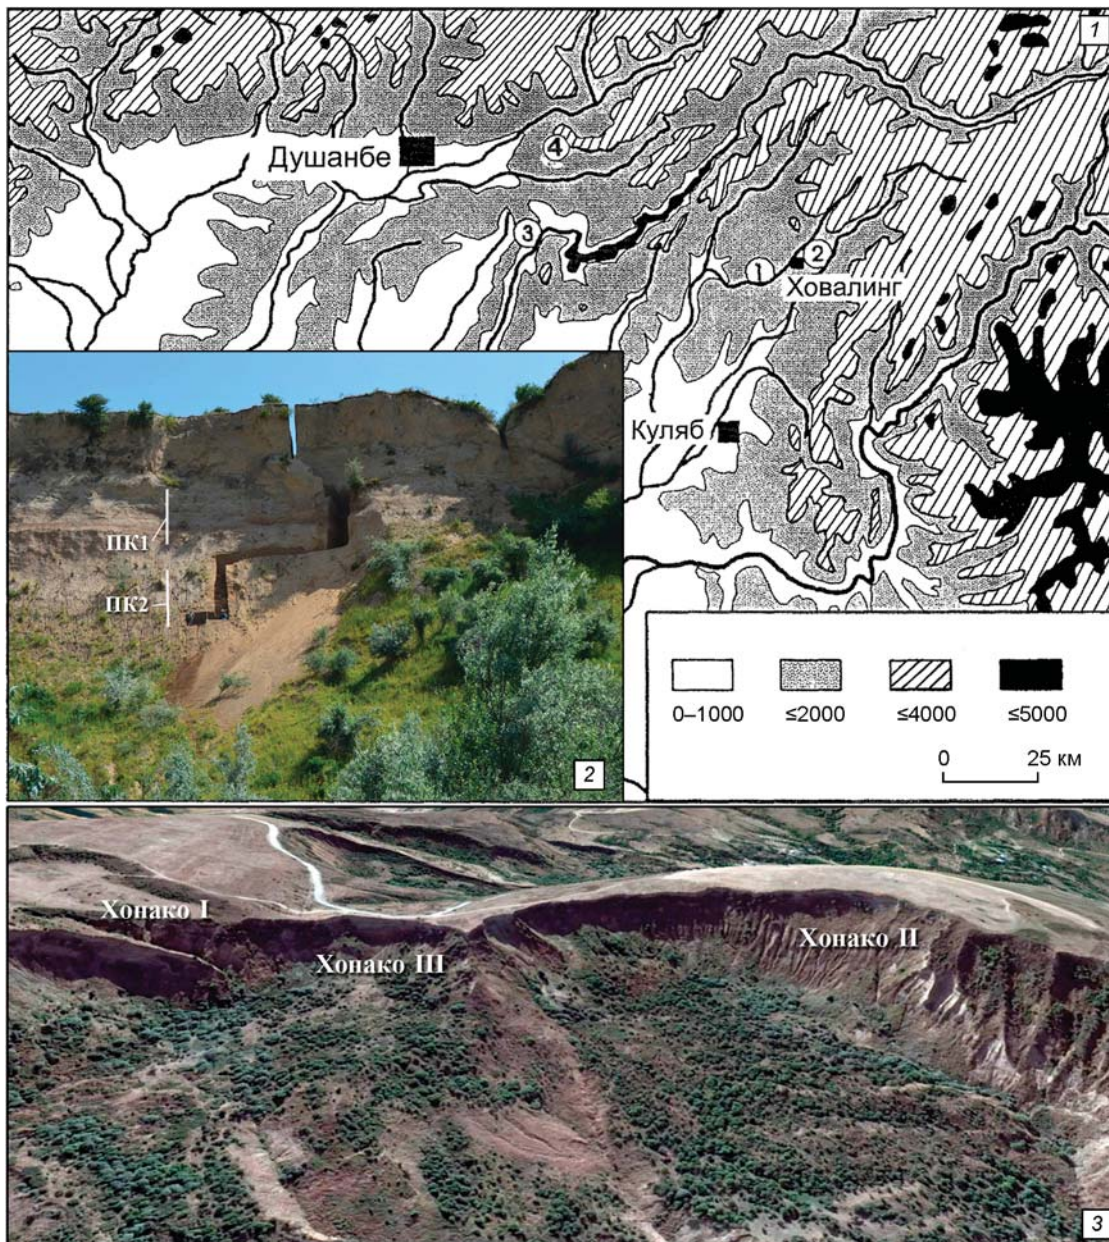 1
Душанбе
4
3
1
2
Ховалинг
Куляб
ПК1
ПК2
2
0–1000 ≤2000 ≤4000 ≤5000
0 25 км
Хонако I
Хонако III
Хонако II
3